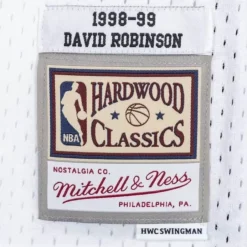 1998-99
DAVID ROBINSON
HARDWOOD
NBA
CLASSICS
NOSTALGIA CO.
Mitchell & Ness
PHILADELPHIA, PA.
HWC SWINGMAN